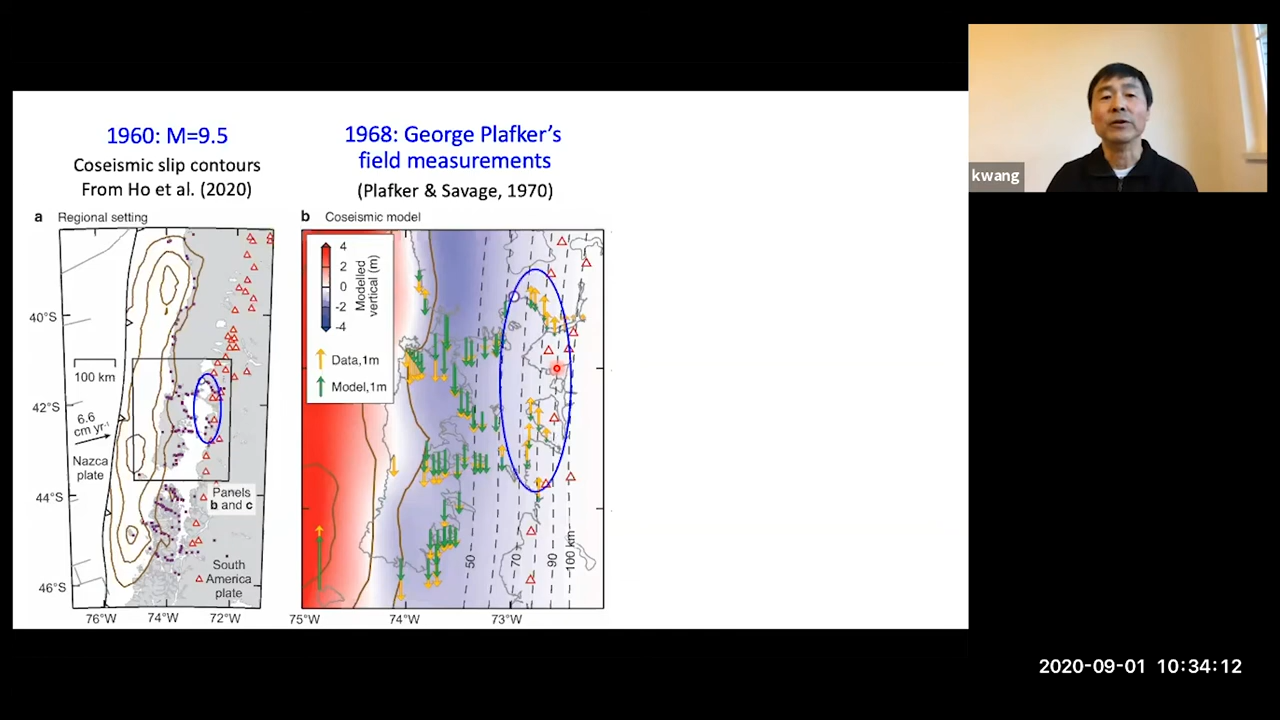 1960: M=9.5
Coseismic slip contours
From Ho et al. (2020)
1968: George Plafker's
field measurements
(Plafker & Savage, 1970)
a Regional setting
40°S
42°S
44°S
46°S
100 km
6.6
cm yr-1
Nazca
plate
Panels
b and c
South
America
plate
76°W 74°W 72°W
b Coseismic model
4
2
0
-2
-4
Modelled
vertical (m)
Data,1m
Model,1m
50
70
90
100 km
75°W 74°W 73°W
kwang
2020-09-01 10:34:12